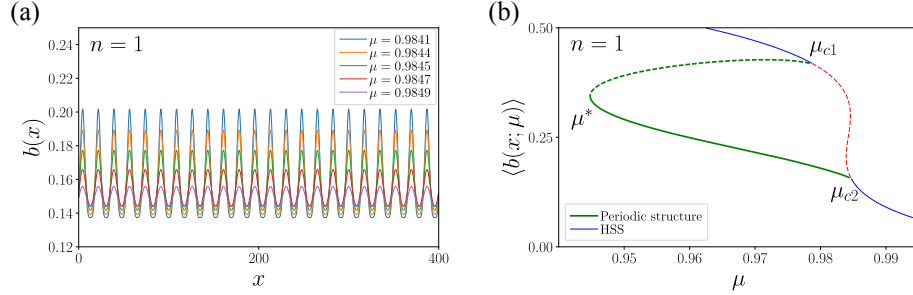 (a)
n = 1
μ = 0.9841
μ = 0.9844
μ = 0.9845
μ = 0.9847
μ = 0.9849
b(x)
0.24
0.22
0.20
0.18
0.16
0.14
0.12
0
200
400
x
(b)
n = 1
μc1
μ*
μc2
⟨b(x; μ)⟩
0.50
0.25
0.00
Periodic structure
HSS
0.95
0.96
0.97
0.98
0.99
μ